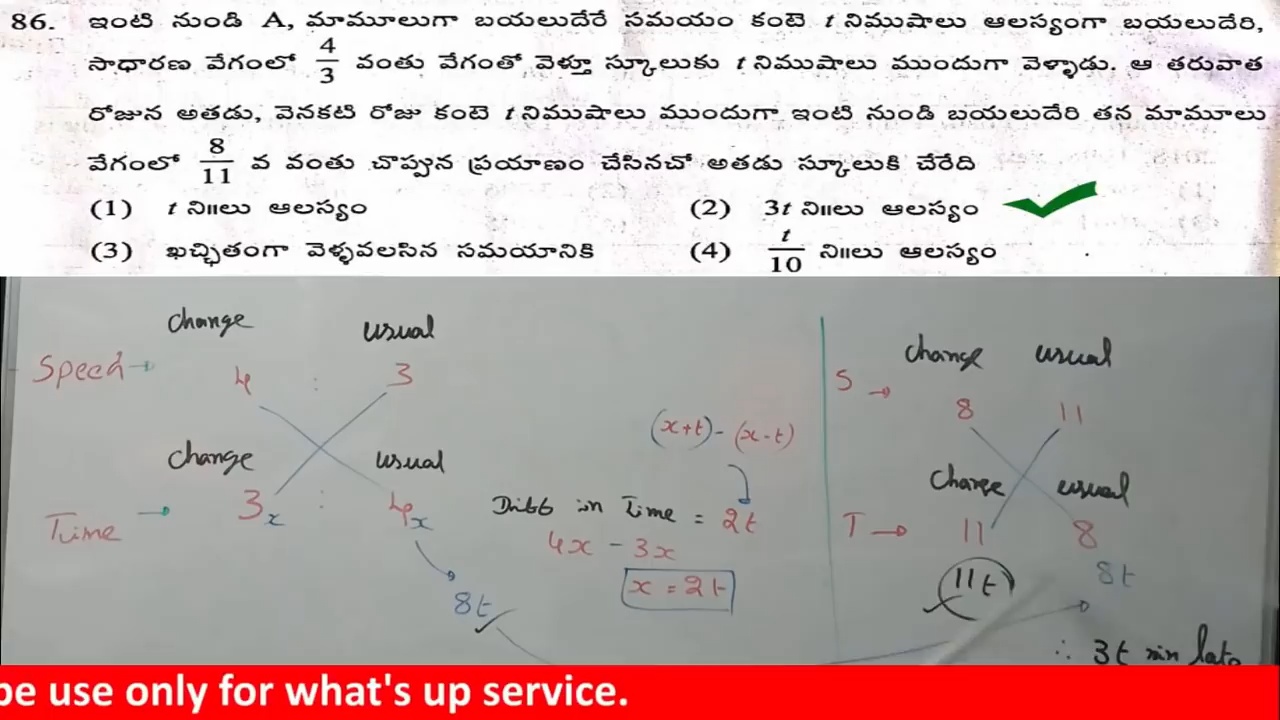 86. ఇంటి నుండి A, మామూలుగా బయలుదేరే సమయం కంటె t నిముషాలు ఆలస్యంగా బయలుదేరి,
సాధారణ వేగంలో 4/3 వంతు వేగంతో వెళ్తూ స్కూలుకు t నిముషాలు ముందుగా వెళ్ళాడు. ఆ తరువాత
రోజున అతడు, వెనకటి రోజు కంటె t నిముషాలు ముందుగా ఇంటి నుండి బయలుదేరి తన మామూలు
వేగంలో 8/11 వ వంతు చొప్పున ప్రయాణం చేసినచో అతడు స్కూలుకి చేరేది
(1) t నిıııలు ఆలస్యం (2) 3t నిıııలు ఆలస్యం
(3) ఖచ్చితంగా వెళ్ళవలసిన సమయానికి (4) t/10 నిıııలు ఆలస్యం
change usual
Speed → 4 : 3
change usual
Time → 3x : 4x
8t
(x+t) - (x-t)
Diff in Time = 2t
4x - 3x
x = 2t
change usual
S → 8 11
change usual
T → 11 8
11t 8t
∴ 3t min late
be use only for what's up service.